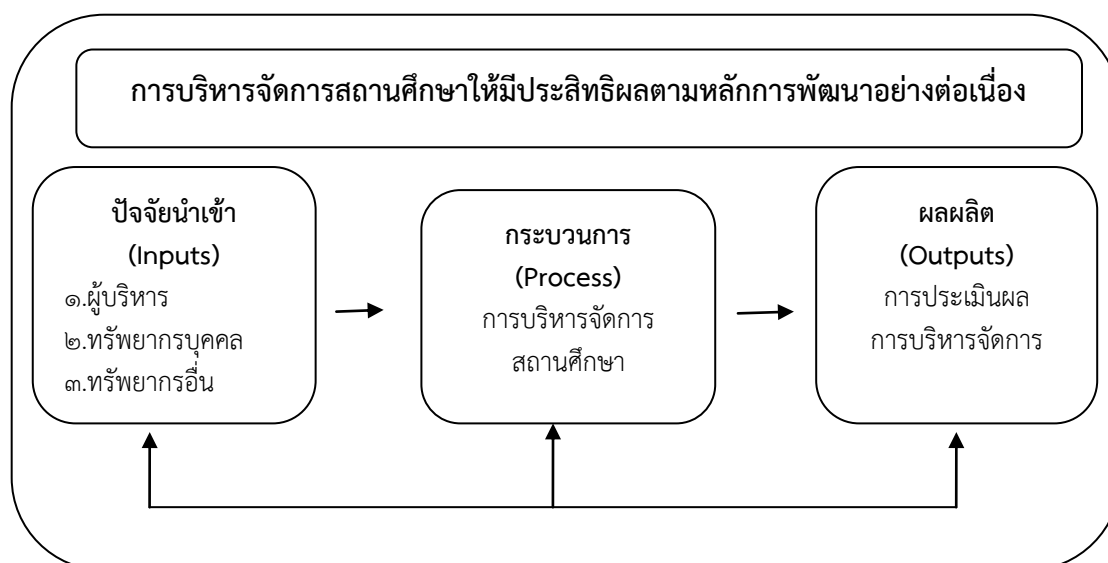 การบริหารจัดการสถานศึกษาให้มีประสิทธิผลตามหลักการพัฒนาอย่างต่อเนื่อง
ปัจจัยนำเข้า
(Inputs)
๑.ผู้บริหาร
๒.ทรัพยากรบุคคล
๓.ทรัพยากรอื่น
กระบวนการ
(Process)
การบริหารจัดการ
สถานศึกษา
ผลผลิต
(Outputs)
การประเมินผล
การบริหารจัดการ